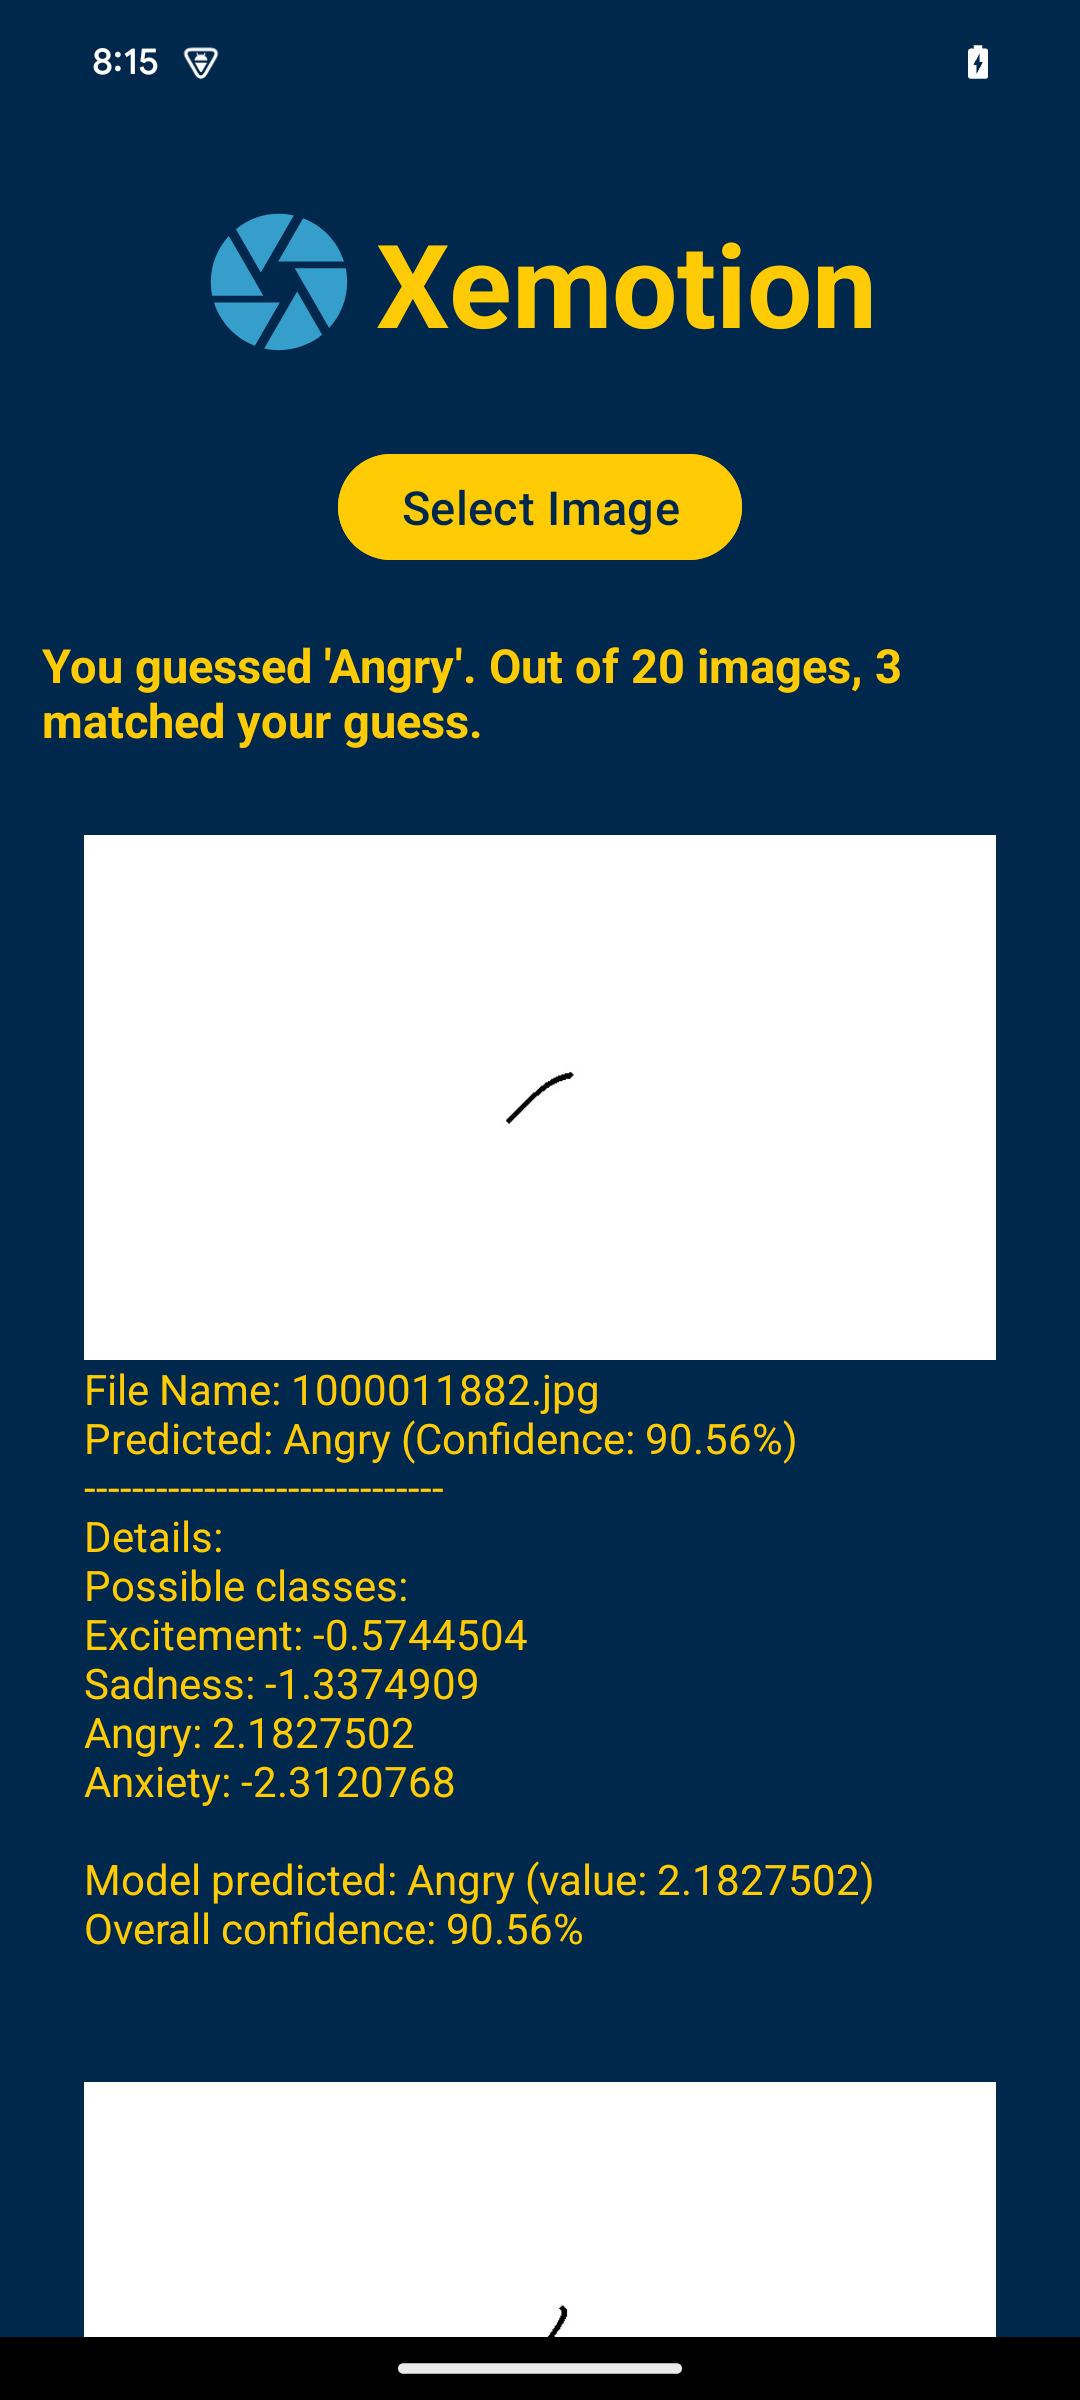 8:15
Xemotion
Select Image
You guessed 'Angry'. Out of 20 images, 3
matched your guess.
File Name: 1000011882.jpg
Predicted: Angry (Confidence: 90.56%)
------------------------------
Details:
Possible classes:
Excitement: -0.5744504
Sadness: -1.3374909
Angry: 2.1827502
Anxiety: -2.3120768
Model predicted: Angry (value: 2.1827502)
Overall confidence: 90.56%